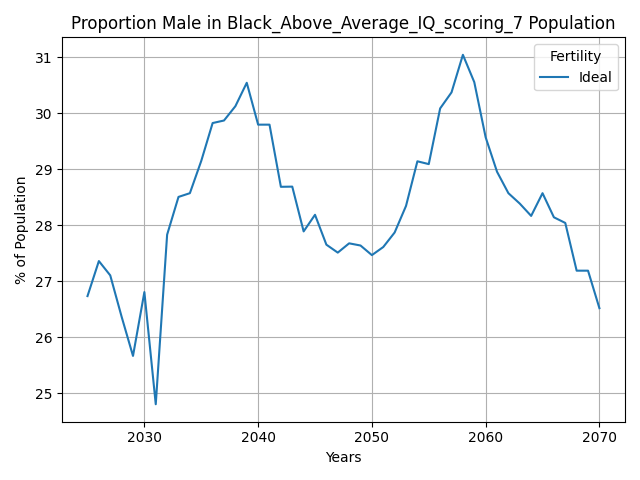 Proportion Male in Black_Above_Average_IQ_scoring_7 Population
Fertility
Ideal
31
30
29
28
27
26
25
% of Population
2030 2040 2050 2060 2070
Years